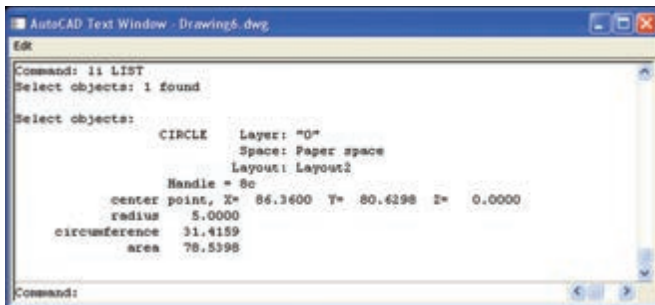 AutoCAD Text Window - Drawing6.dwg
Edit
Command: li LIST
Select objects: 1 found
Select objects:
CIRCLE Layer: "0"
Space: Paper space
Layout: Layout2
Handle = 8c
center point, X= 86.3600 Y= 80.6298 Z= 0.0000
radius 5.0000
circumference 31.4159
area 78.5398
Command: